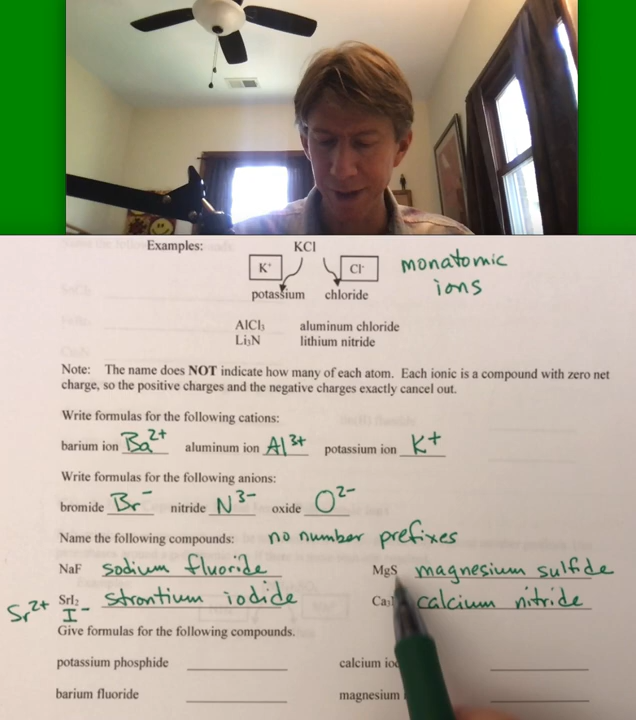 Examples: KCl
K⁺ Cl⁻ monatomic
ions
potassium chloride
AlCl₃ aluminum chloride
Li₃N lithium nitride
Note: The name does NOT indicate how many of each atom. Each ionic is a compound with zero net
charge, so the positive charges and the negative charges exactly cancel out.
Write formulas for the following cations:
barium ion Ba²⁺ aluminum ion Al³⁺ potassium ion K⁺
Write formulas for the following anions:
bromide Br⁻ nitride N³⁻ oxide O²⁻
Name the following compounds: no number prefixes
NaF sodium fluoride MgS magnesium sulfide
Sr²⁺ SrI₂ strontium iodide calcium nitride
I⁻
Give formulas for the following compounds.
potassium phosphide calcium
barium fluoride magnesium